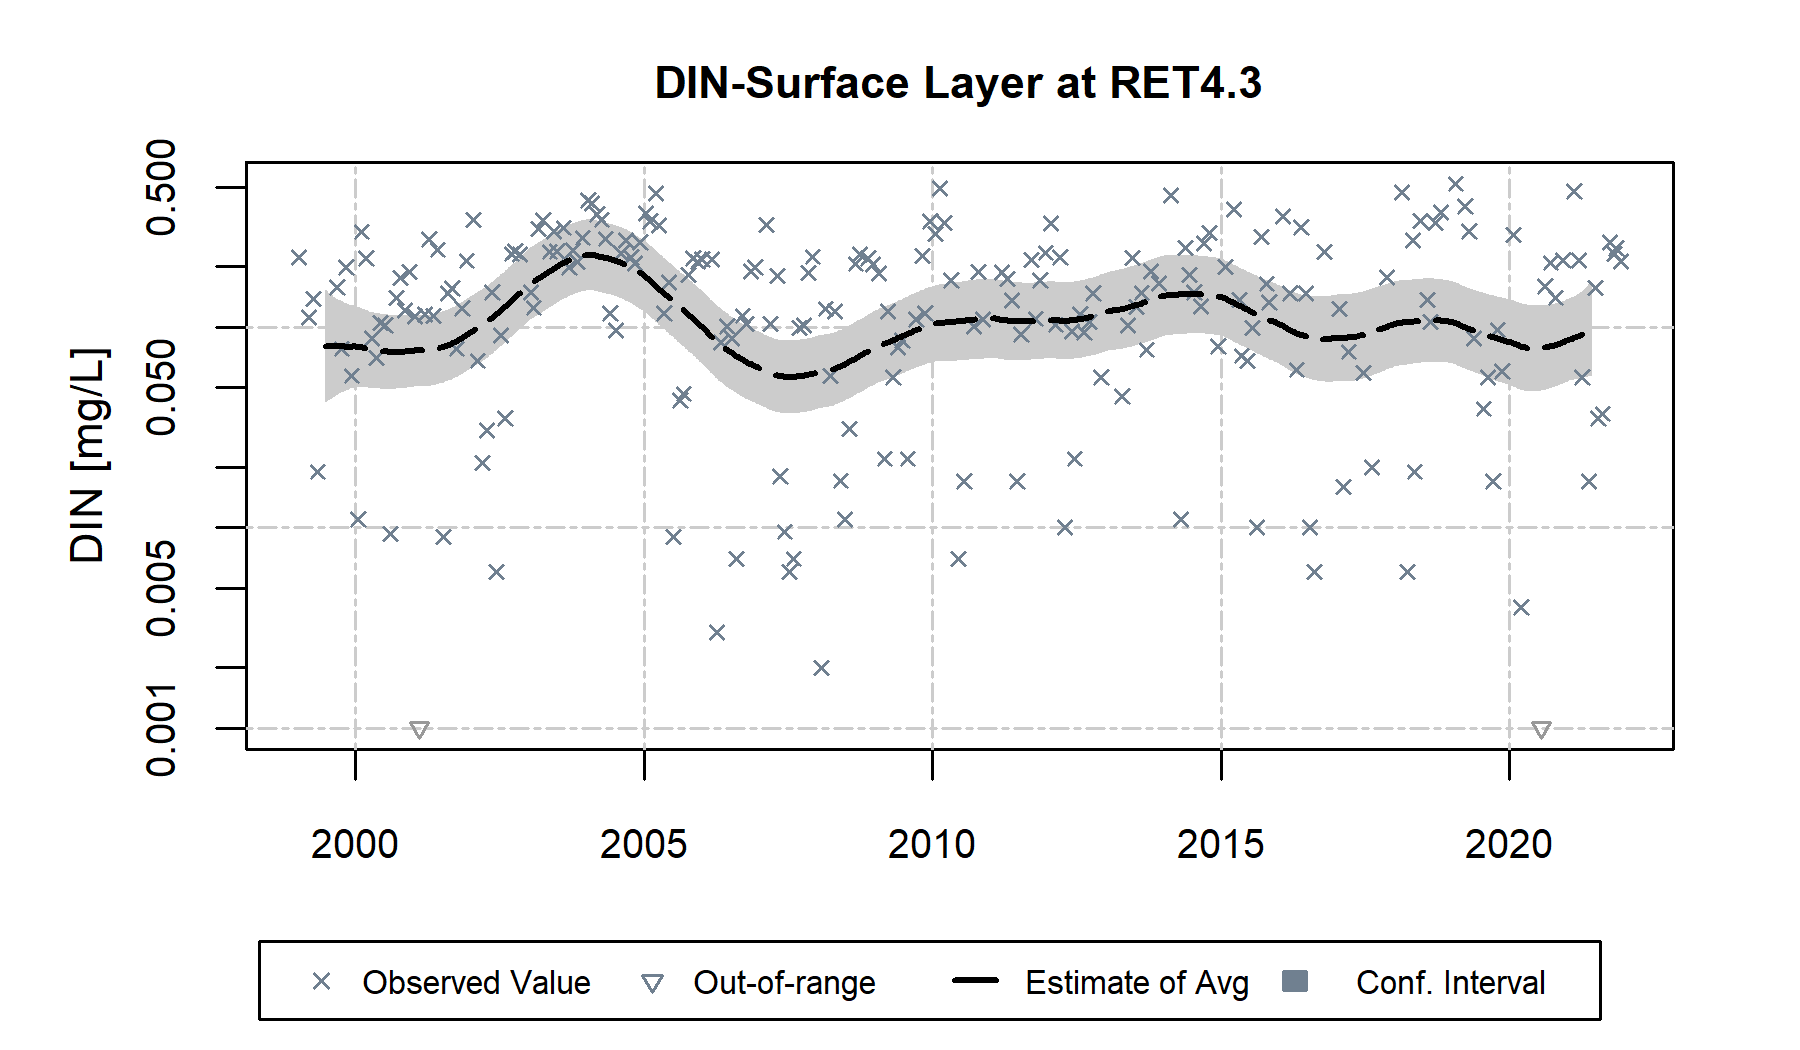 DIN-Surface Layer at RET4.3
DIN [mg/L]
0.500
0.050
0.005
0.001
2000 2005 2010 2015 2020
Observed Value Out-of-range Estimate of Avg Conf. Interval